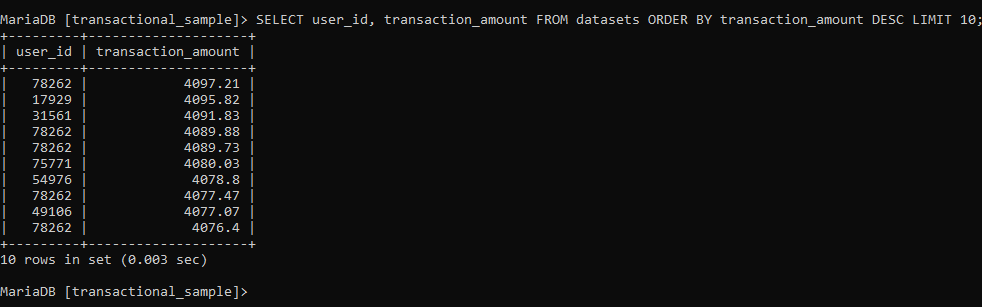 MariaDB [transactional_sample]> SELECT user_id, transaction_amount FROM datasets ORDER BY transaction_amount DESC LIMIT 10;
+---------+--------------------+
| user_id | transaction_amount |
+---------+--------------------+
|   78262 |            4097.21 |
|   17929 |            4095.82 |
|   31561 |            4091.83 |
|   78262 |            4089.88 |
|   78262 |            4089.73 |
|   75771 |            4080.03 |
|   54976 |             4078.8 |
|   78262 |            4077.47 |
|   49106 |            4077.07 |
|   78262 |             4076.4 |
+---------+--------------------+
10 rows in set (0.003 sec)
MariaDB [transactional_sample]>